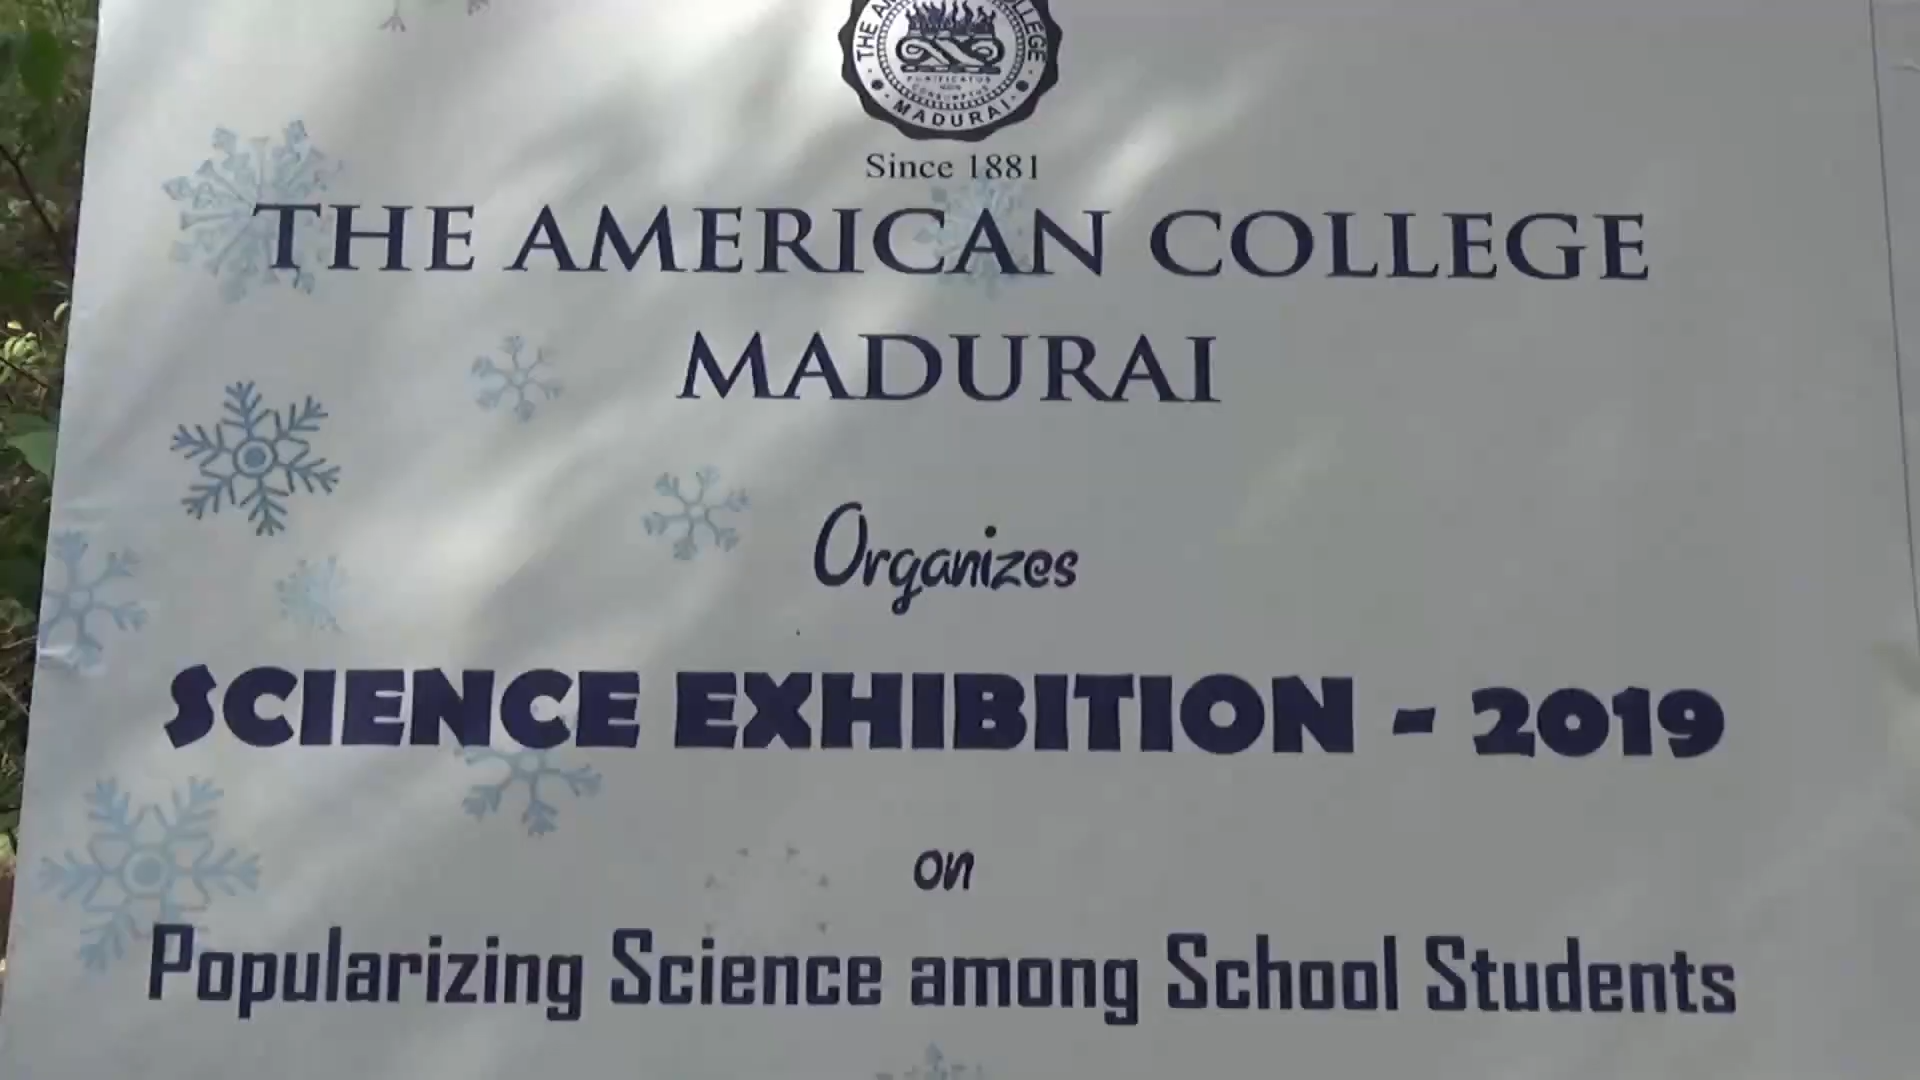 THE AMERICAN COLLEGE
MADURAI
Since 1881
THE AMERICAN COLLEGE
MADURAI
Organizes
SCIENCE EXHIBITION - 2019
on
Popularizing Science among School Students